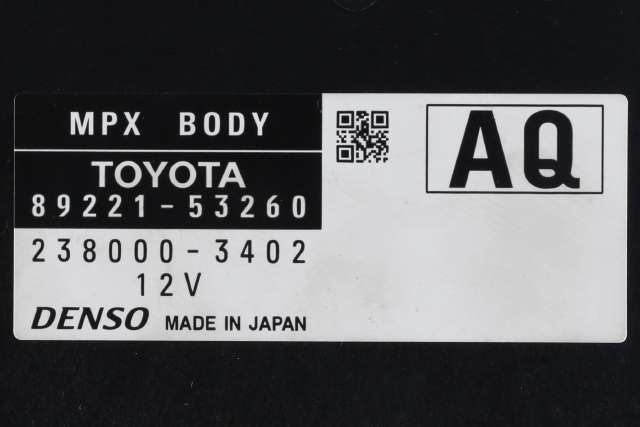 MPX BODY
AQ
TOYOTA
89221-53260
238000-3402
12V
DENSO MADE IN JAPAN